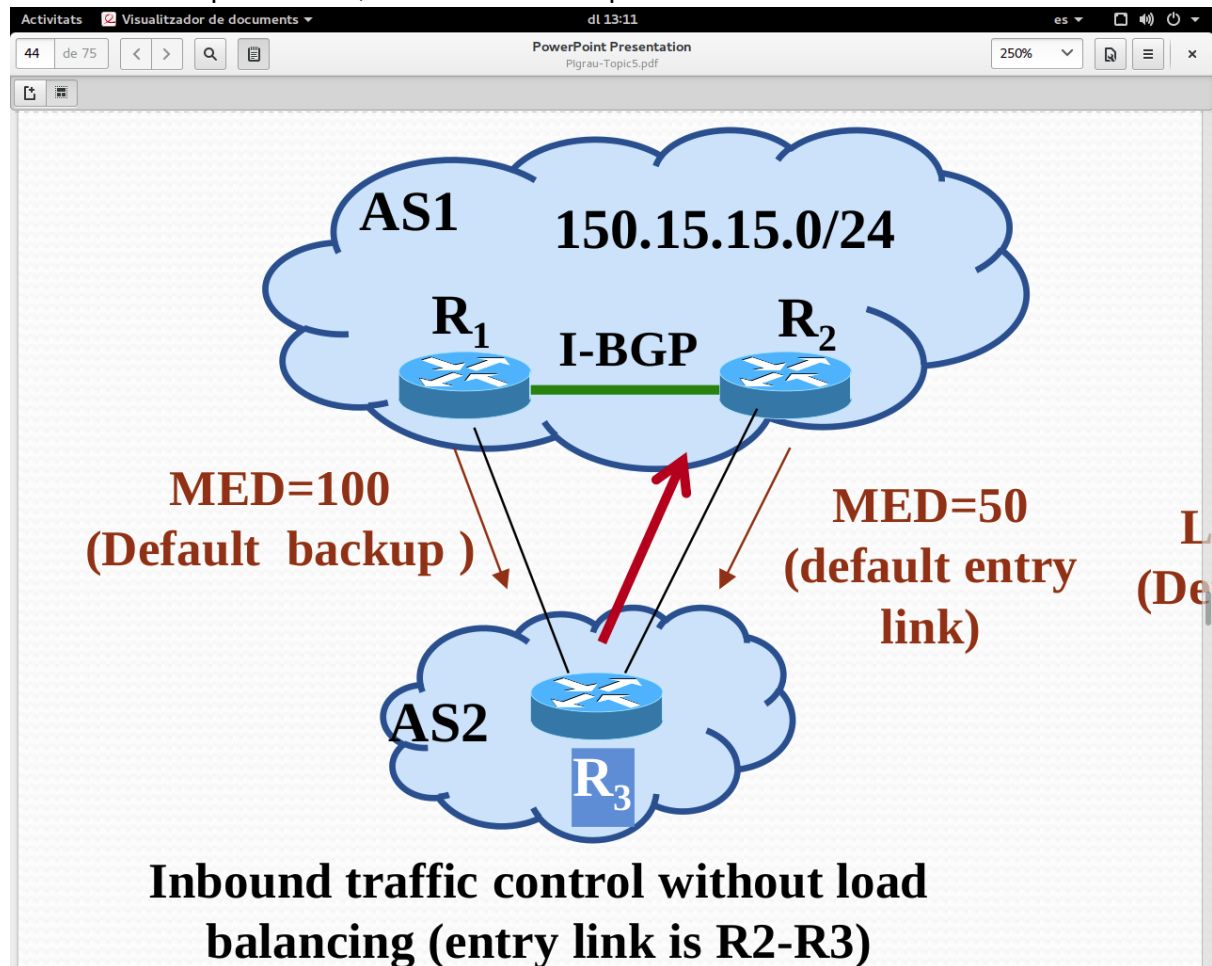 Activitats Visualitzador de documents dl 13:11 es
44 de 75 PowerPoint Presentation 250%
PIgrau-Topic5.pdf
AS1
150.15.15.0/24
R1
I-BGP
R2
MED=100
(Default backup )
MED=50
(default entry
link)
L
(De
AS2
R3
Inbound traffic control without load
balancing (entry link is R2-R3)